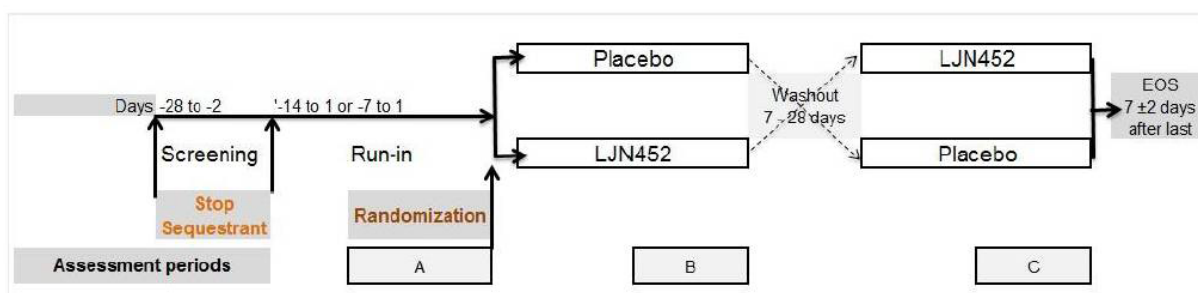 Placebo
LJN452
Days -28 to -2
'-14 to 1 or -7 to 1
Washout
7 - 28 days
EOS
7 ±2 days
after last
Screening
Run-in
LJN452
Placebo
Stop
Sequestrant
Randomization
Assessment periods
A
B
C